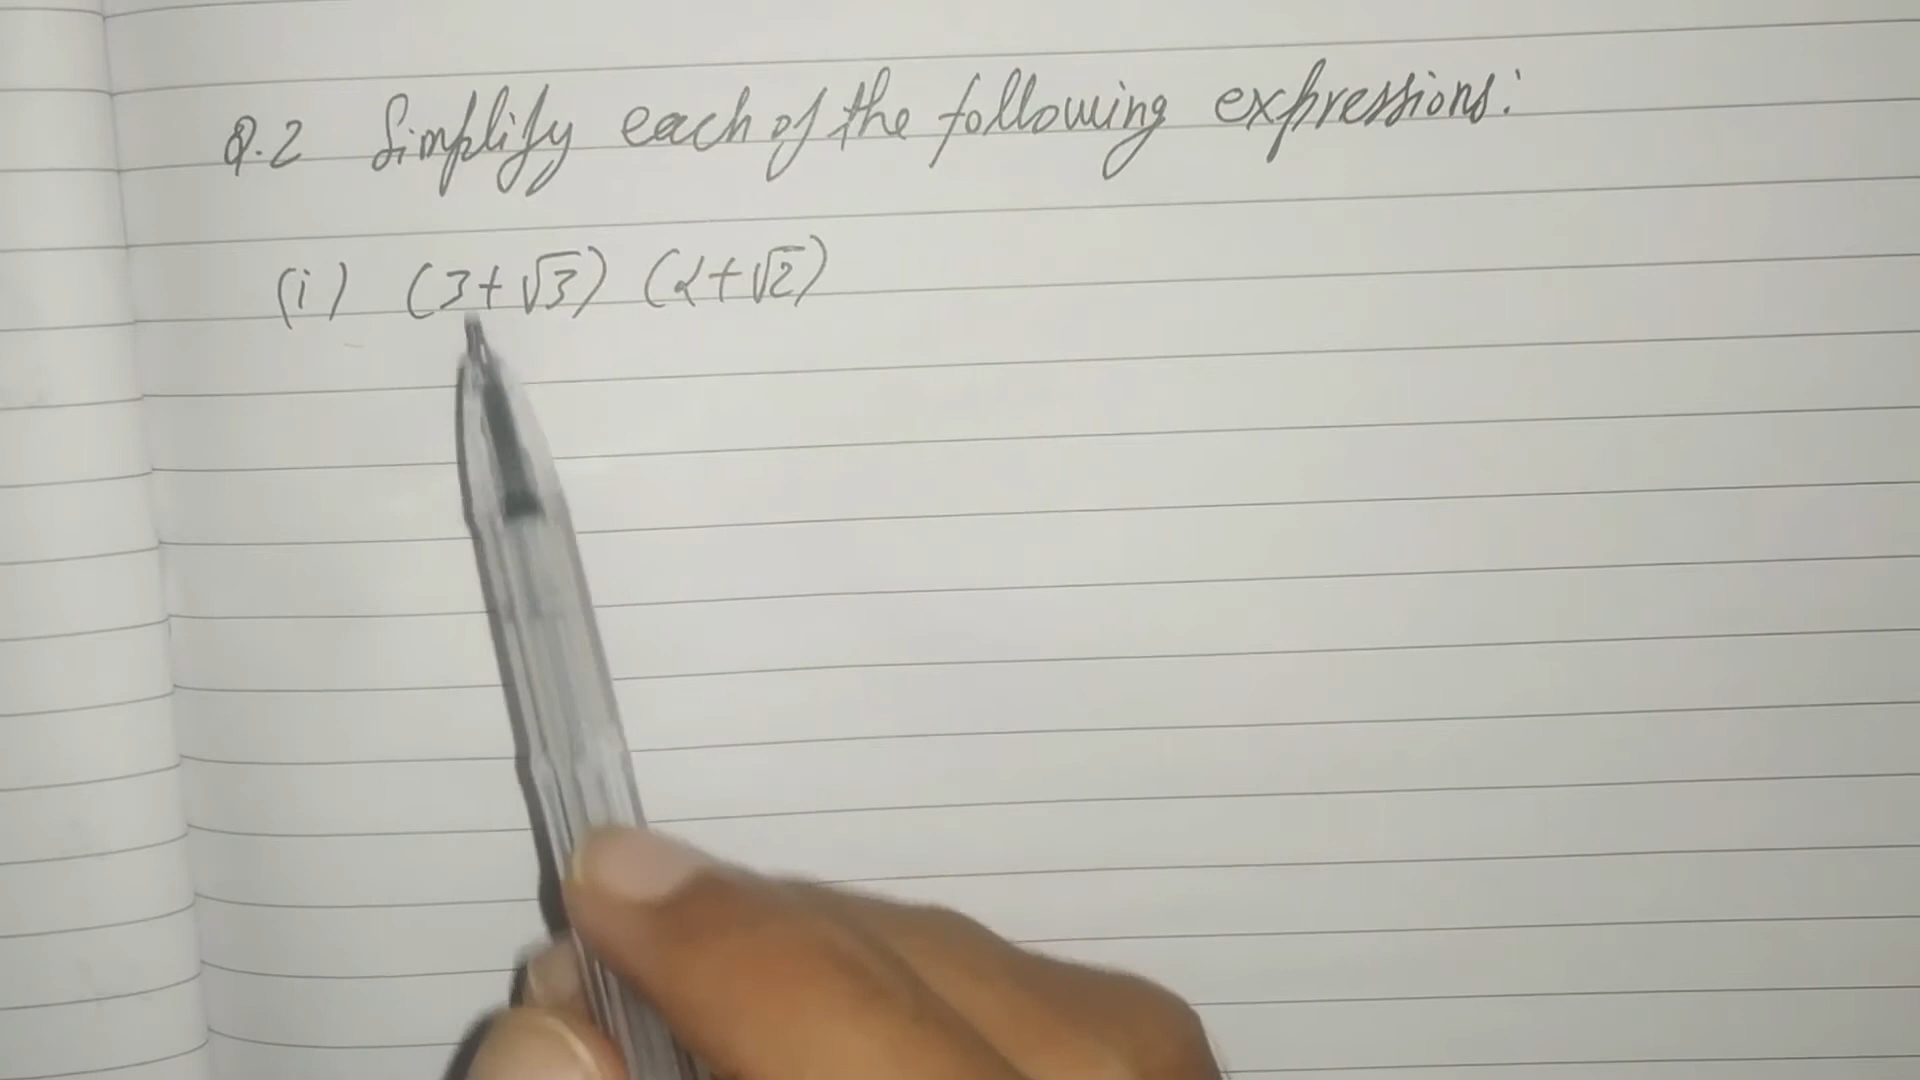 Q.2 Simplify each of the following expressions:
(i) (3+√3) (2+√2)